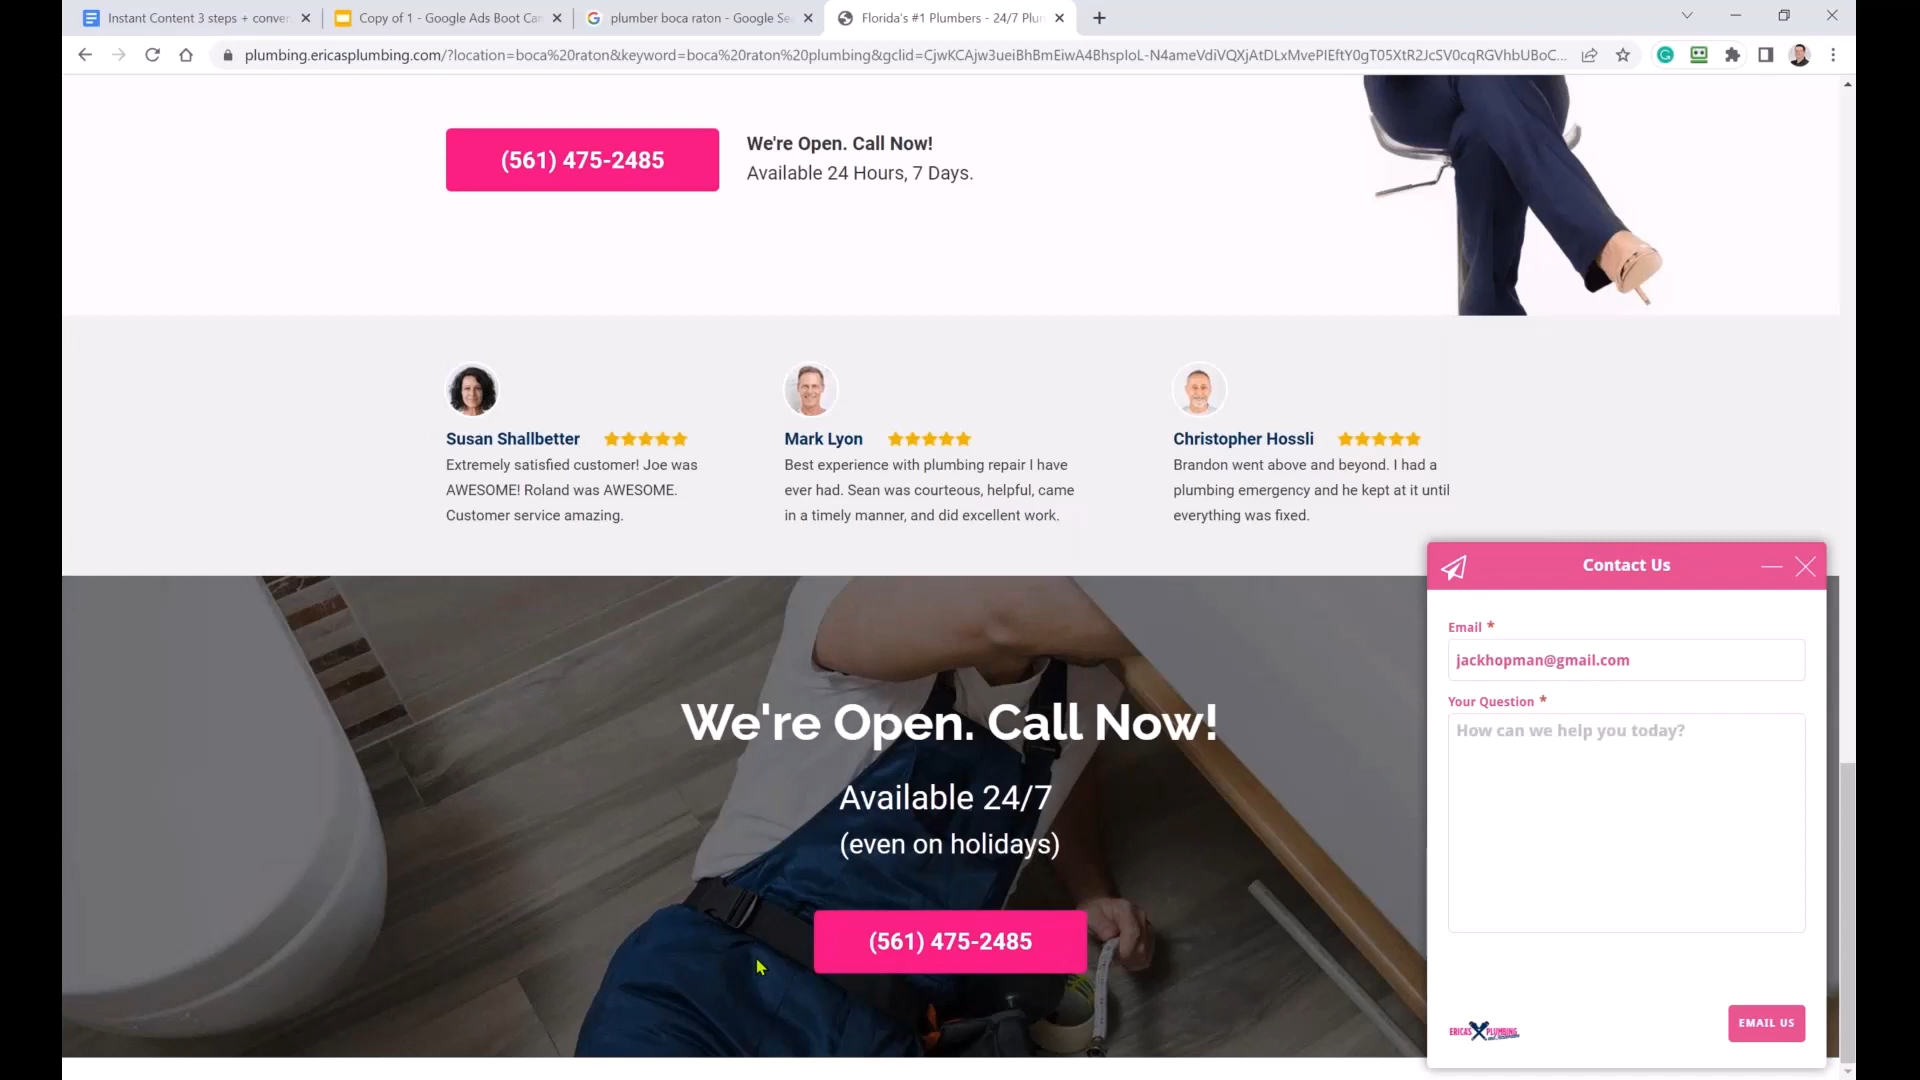 Instant Content 3 steps + conver
Copy of 1 - Google Ads Boot Can
plumber boca raton - Google Se
Florida's #1 Plumbers - 24/7 Plun
plumbing.ericasplumbing.com/?location=boca%20raton&keyword=boca%20raton%20plumbing&gclid=CjwKCAjw3ueiBhBmEiwA4BhspIoL-N4ameVdiVQXjAtDLxMvePIEftY0gT05XtR2JcSV0cqRGVhbUBoC...
(561) 475-2485
We're Open. Call Now!
Available 24 Hours, 7 Days.
Susan Shallbetter
Extremely satisfied customer! Joe was
AWESOME! Roland was AWESOME.
Customer service amazing.
Mark Lyon
Best experience with plumbing repair I have
ever had. Sean was courteous, helpful, came
in a timely manner, and did excellent work.
Christopher Hossli
Brandon went above and beyond. I had a
plumbing emergency and he kept at it until
everything was fixed.
We're Open. Call Now!
Available 24/7
(even on holidays)
(561) 475-2485
Contact Us
Email *
jackhopman@gmail.com
Your Question *
How can we help you today?
ERICAS PLUMBING
EMAIL US